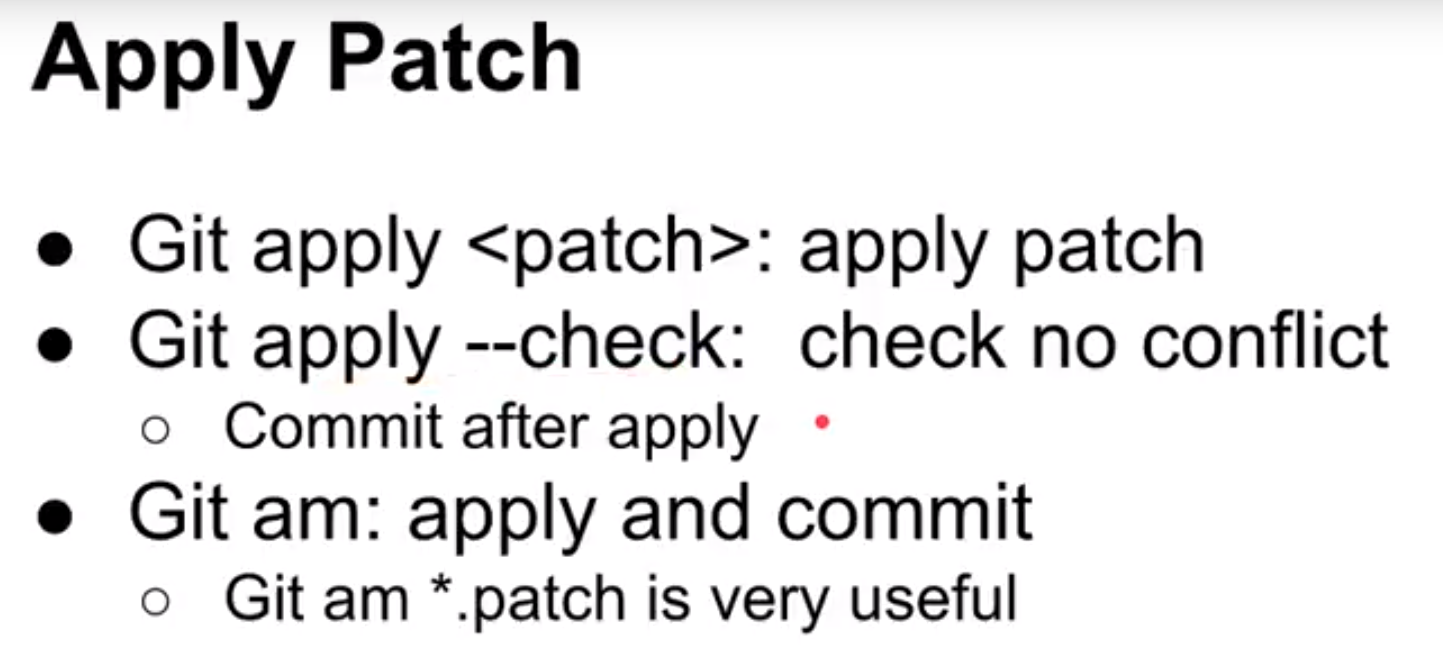 Apply Patch
● Git apply <patch>: apply patch
● Git apply --check:  check no conflict
○ Commit after apply
● Git am: apply and commit
○ Git am *.patch is very useful